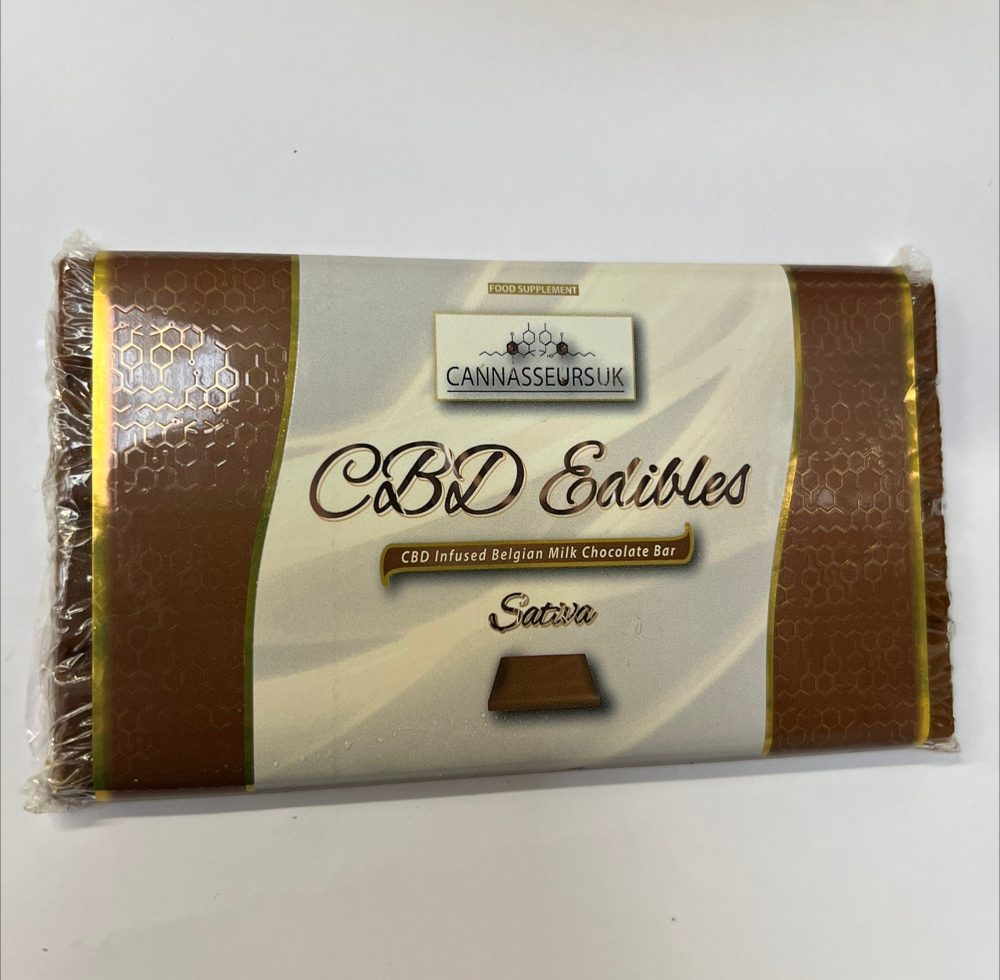 FOOD SUPPLEMENT
CANNASSEURSUK
CBD Edibles
CBD Infused Belgian Milk Chocolate Bar
Sativa